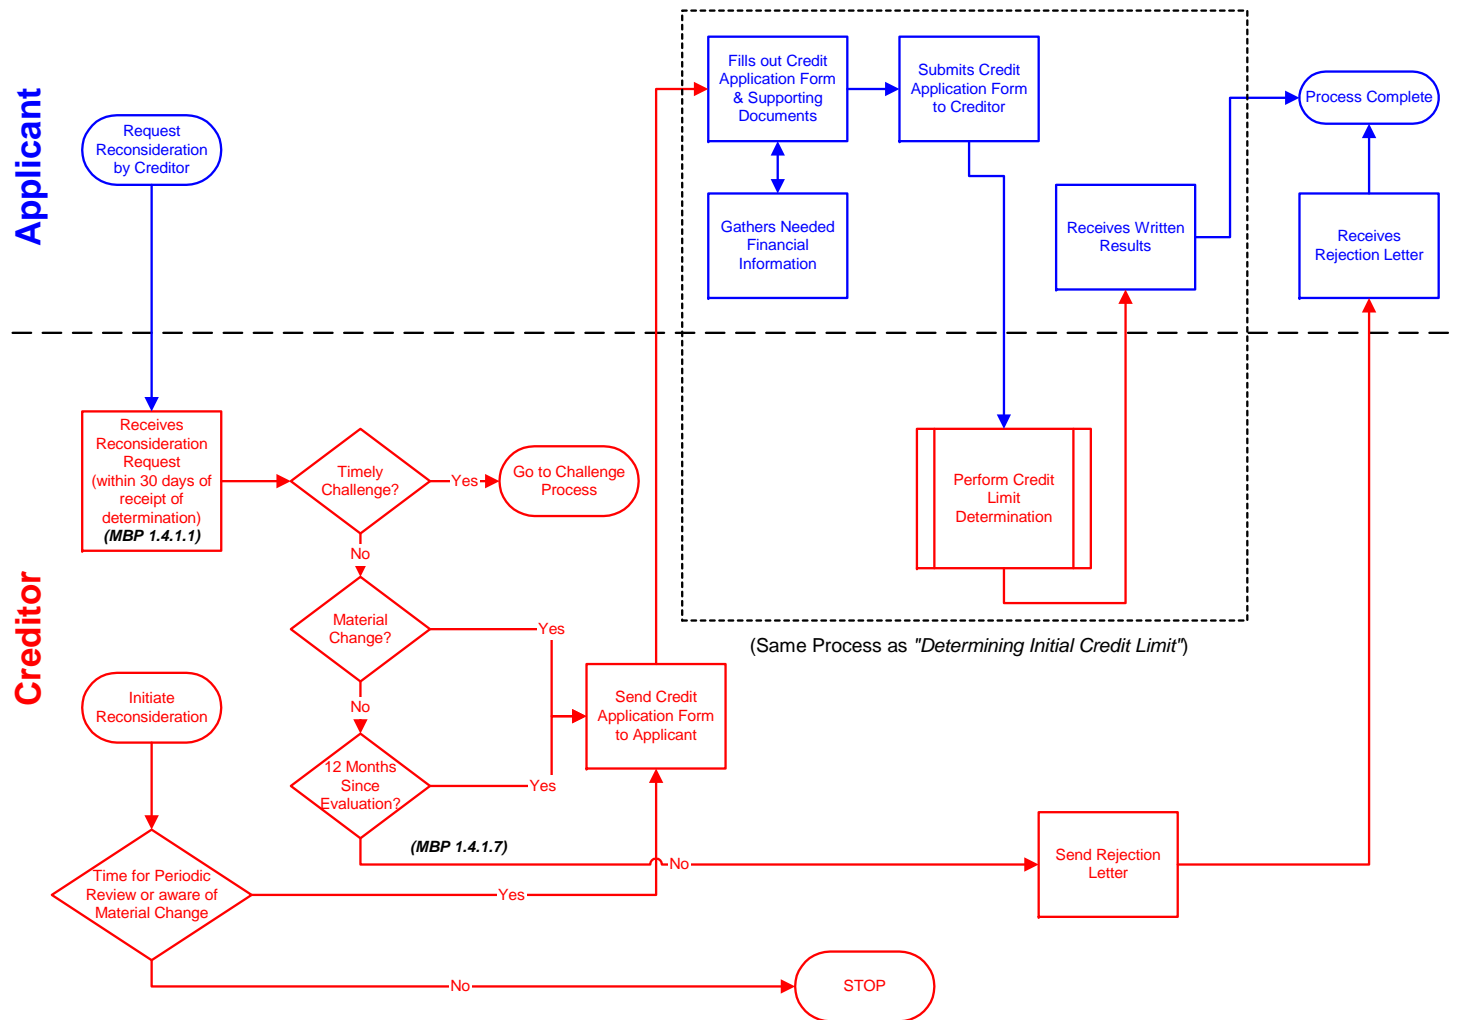 Applicant
Request
Reconsideration
by Creditor
Fills out Credit
Application Form
& Supporting
Documents
Submits Credit
Application Form
to Creditor
Process Complete
Gathers Needed
Financial
Information
Receives Written
Results
Receives
Rejection Letter
Creditor
Receives
Reconsideration
Request
(within 30 days of
receipt of
determination)
(MBP 1.4.1.1)
Timely
Challenge?
Yes
Go to Challenge
Process
No
Perform Credit
Limit
Determination
Material
Change?
Yes
(Same Process as "Determining Initial Credit Limit")
No
Send Credit
Application Form
to Applicant
Initiate
Reconsideration
12 Months
Since
Evaluation?
Yes
(MBP 1.4.1.7)
No
Send Rejection
Letter
Time for Periodic
Review or aware of
Material Change
Yes
No
STOP